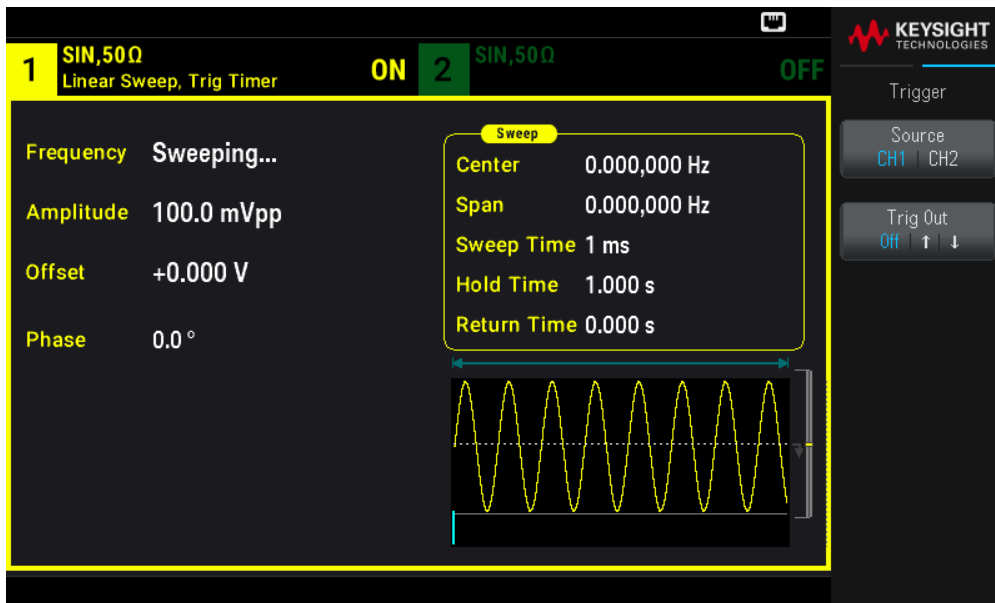 KEYSIGHT
TECHNOLOGIES
1
SIN,50Ω
Linear Sweep, Trig Timer
ON
2
SIN,50Ω
OFF
Trigger
Source
CH1 | CH2
Trig Out
Off | ↑ | ↓
Frequency Sweeping...
Amplitude 100.0 mVpp
Offset +0.000 V
Phase 0.0 °
Sweep
Center 0.000,000 Hz
Span 0.000,000 Hz
Sweep Time 1 ms
Hold Time 1.000 s
Return Time 0.000 s